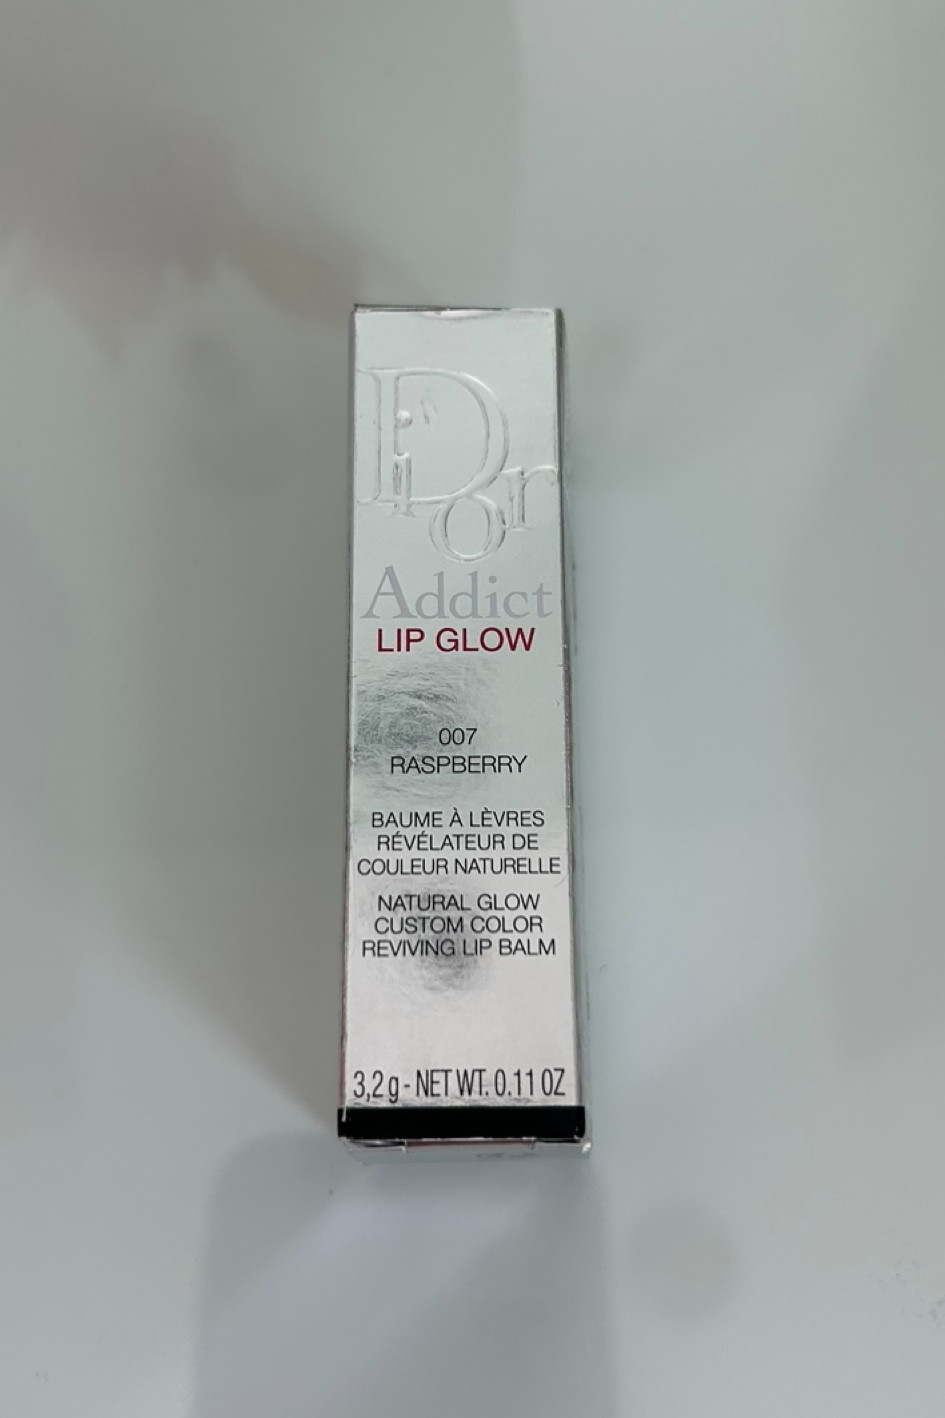 Dior
Addict
LIP GLOW
007
RASPBERRY
BAUME À LÈVRES
RÉVÉLATEUR DE
COULEUR NATURELLE
NATURAL GLOW
CUSTOM COLOR
REVIVING LIP BALM
3,2 g - NET WT. 0.11 OZ